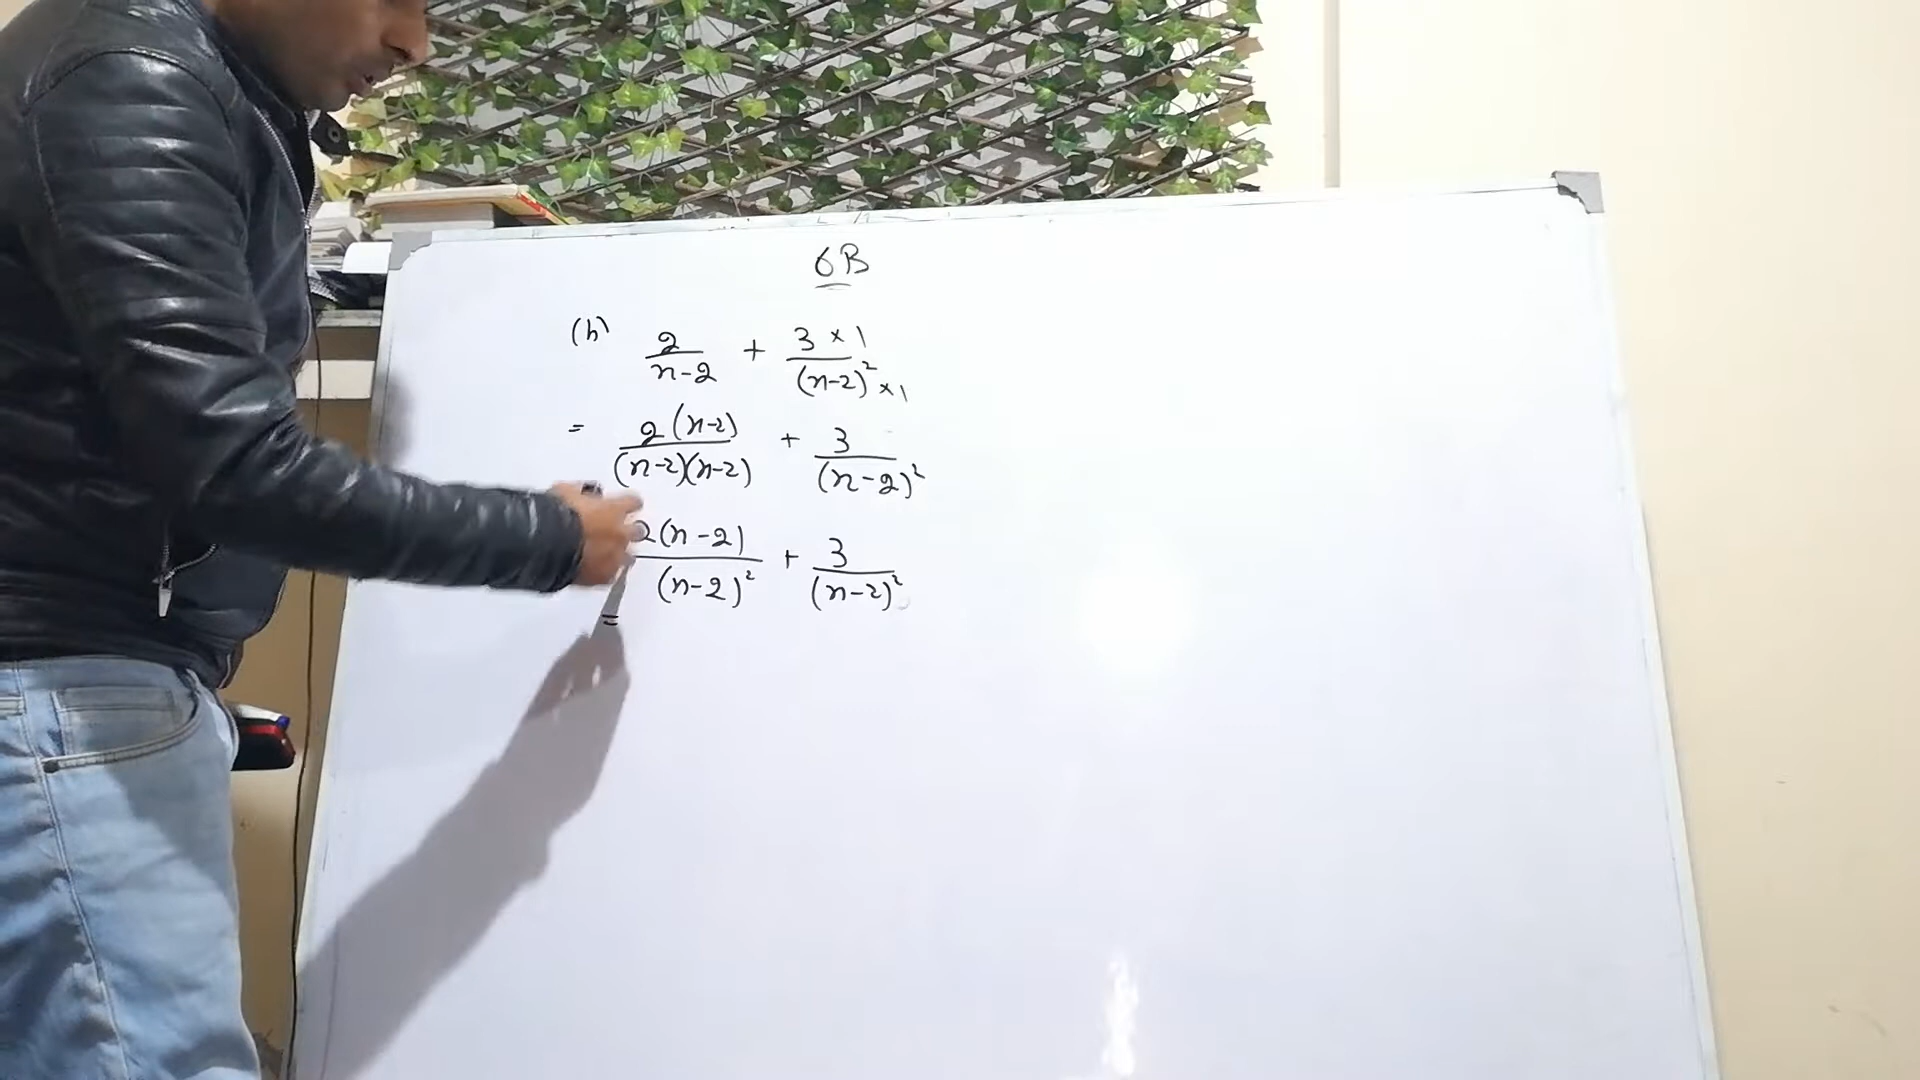 6B
(h) 2/(n-2) + (3 × 1)/((n-2)² × 1)
= 2(n-2)/((n-2)(n-2)) + 3/(n-2)²
2(n-2)/(n-2)² + 3/(n-2)²
=